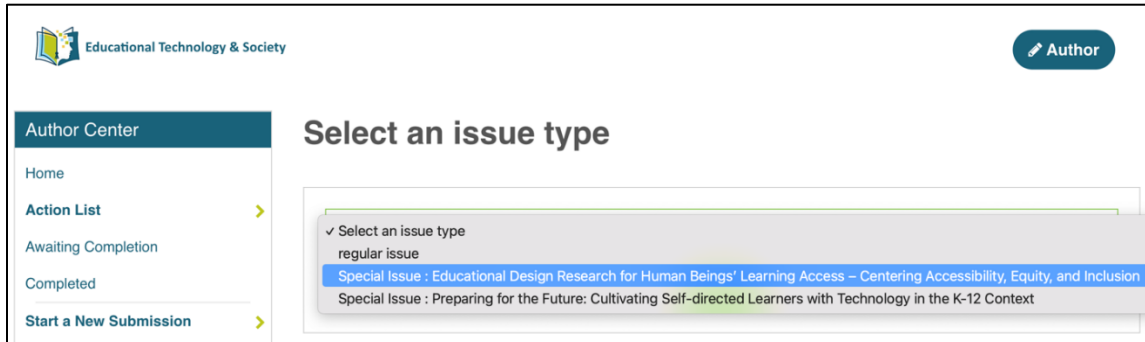 Educational Technology & Society
Author
Author Center
Home
Action List
Awaiting Completion
Completed
Start a New Submission
Select an issue type
✓ Select an issue type
regular issue
Special Issue : Educational Design Research for Human Beings' Learning Access – Centering Accessibility, Equity, and Inclusion
Special Issue : Preparing for the Future: Cultivating Self-directed Learners with Technology in the K-12 Context